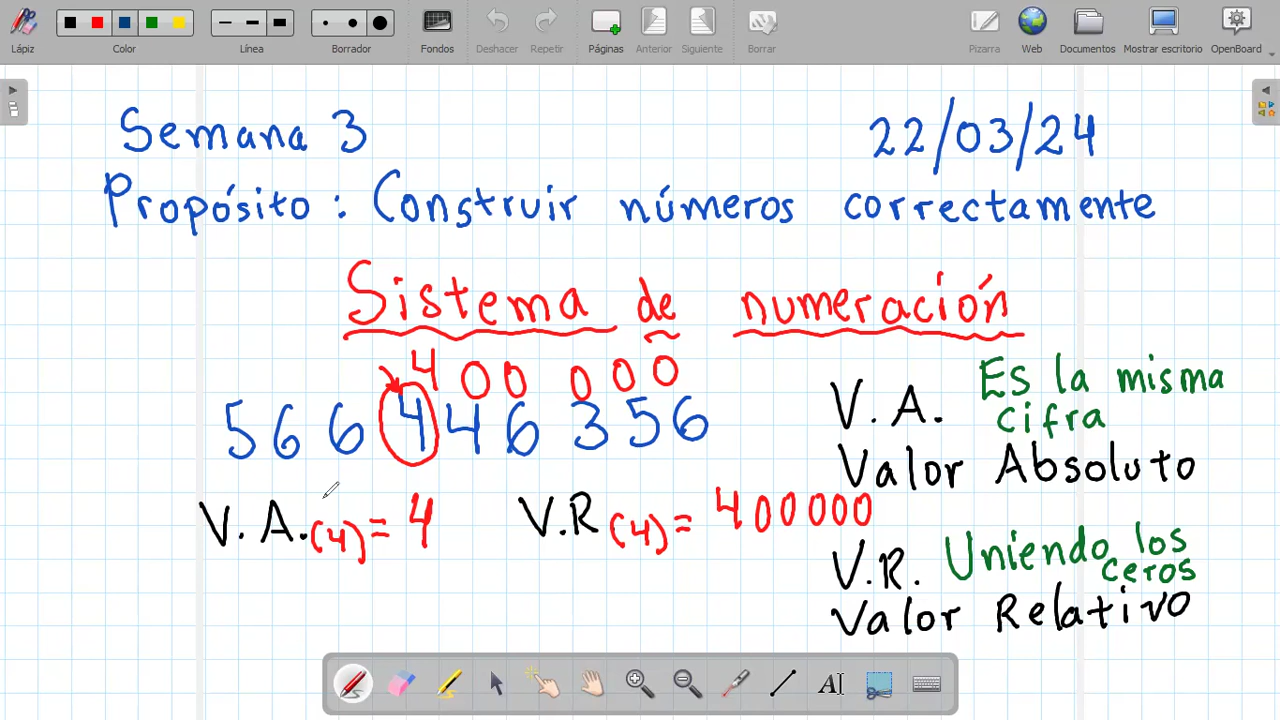 Lápiz Color Línea Borrador Fondos Deshacer Repetir Páginas Anterior Siguiente Borrar Pizarra Web Documentos Mostrar escritorio OpenBoard
Semana 3 22/03/24
Propósito: Construir números correctamente
Sistema de numeración
400 000
566 446 356
V. A. Es la misma
cifra
Valor Absoluto
V. A. (4) = 4 V.R (4) = 400000
V.R. Uniendo los
ceros
Valor Relativo
AI